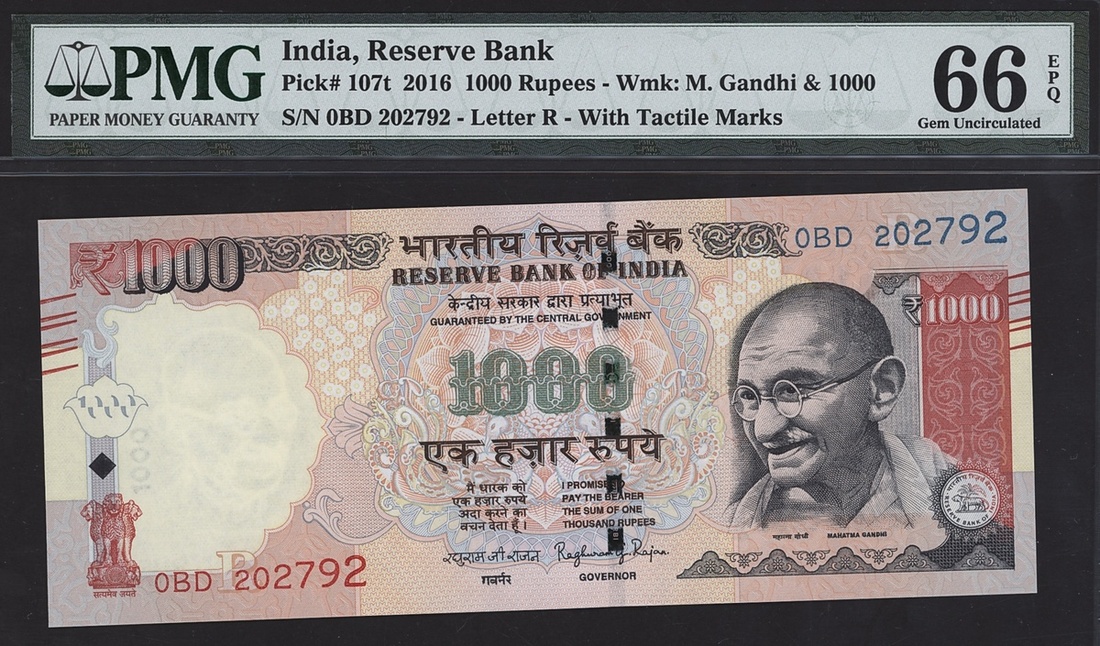 PMG
PAPER MONEY GUARANTY
India, Reserve Bank
Pick# 107t 2016 1000 Rupees - Wmk: M. Gandhi & 1000
S/N 0BD 202792 - Letter R - With Tactile Marks
66 EPQ
Gem Uncirculated
₹1000
भारतीय रिज़र्व बैंक
RESERVE BANK OF INDIA
0BD 202792
केन्द्रीय सरकार द्वारा प्रत्याभूत
GUARANTEED BY THE CENTRAL GOVERNMENT
₹1000
1000
1000
1000
एक हज़ार रुपये
मैं धारक को
एक हज़ार रुपये
अदा करने का
वचन देता हूँ।
I PROMISE TO
PAY THE BEARER
THE SUM OF ONE
THOUSAND RUPEES
रघुराम जी राजन
Raghuram G. Rajan
गवर्नर
GOVERNOR
महात्मा गांधी
MAHATMA GANDHI
भारतीय रिज़र्व बैंक
RESERVE BANK OF INDIA
सत्यमेव जयते
R
0BD 202792
R